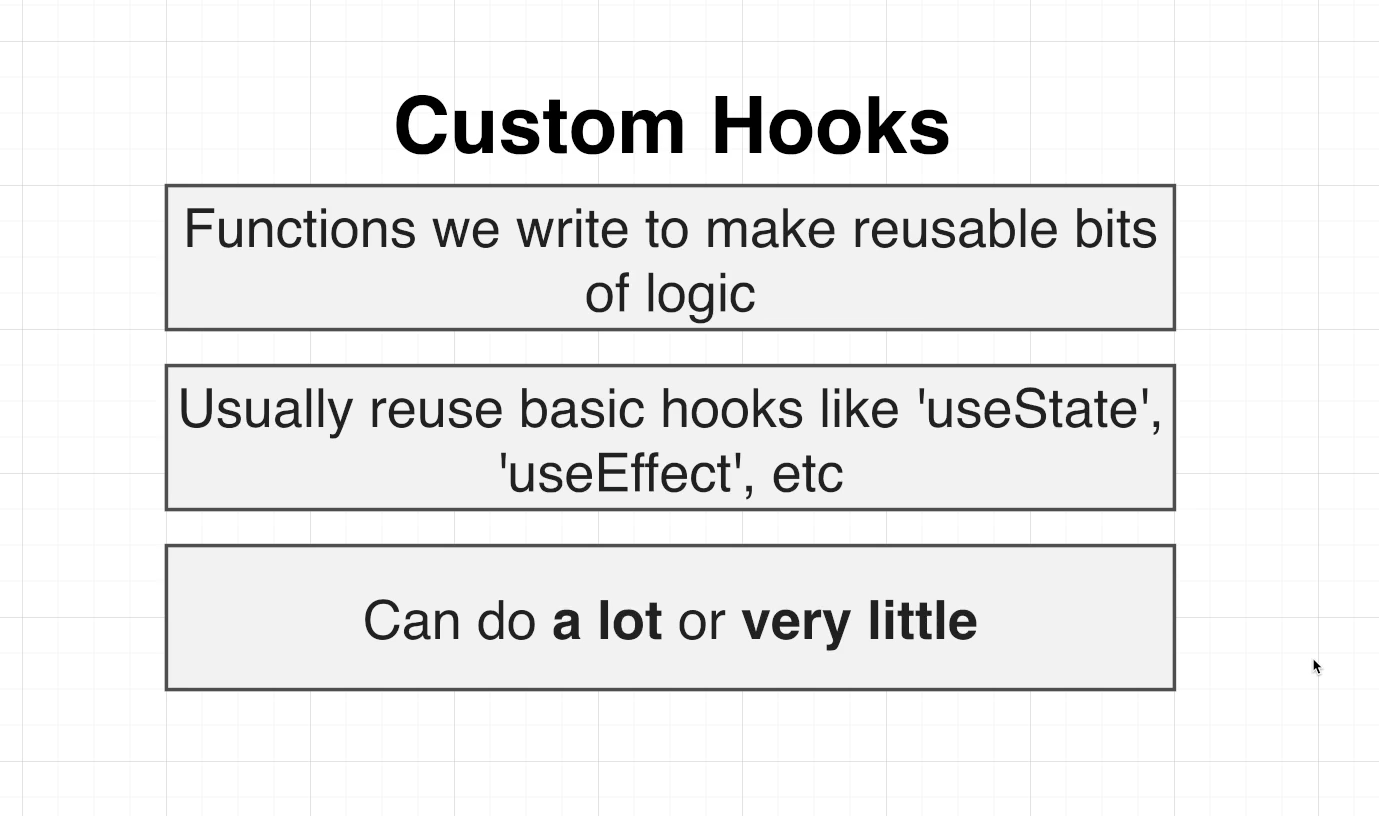 Custom Hooks
Functions we write to make reusable bits
of logic
Usually reuse basic hooks like 'useState',
'useEffect', etc
Can do a lot or very little